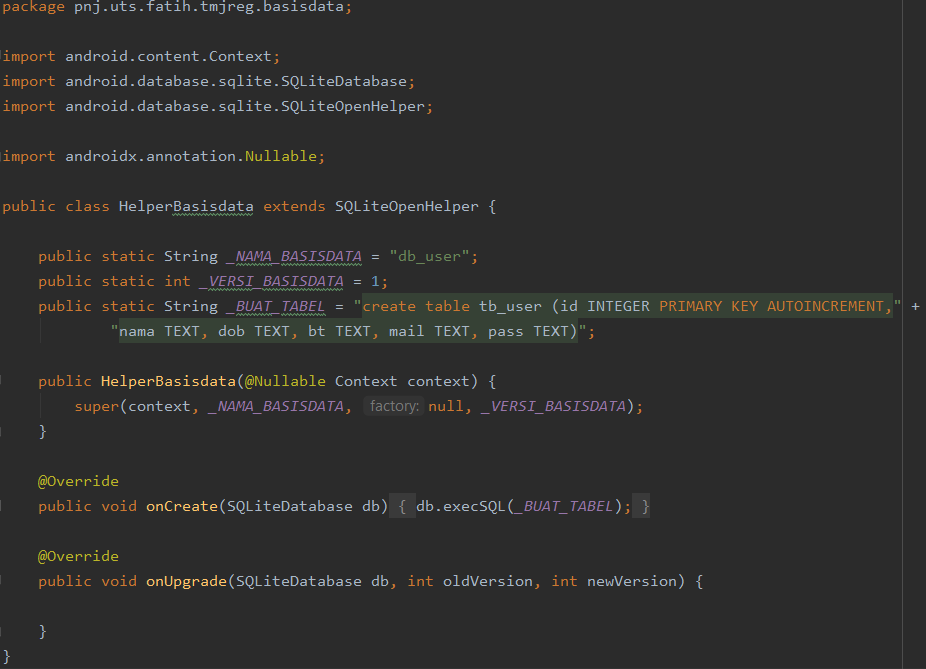 package pnj.uts.fatih.tmjreg.basisdata;
import android.content.Context;
import android.database.sqlite.SQLiteDatabase;
import android.database.sqlite.SQLiteOpenHelper;
import androidx.annotation.Nullable;
public class HelperBasisdata extends SQLiteOpenHelper {
public static String _NAMA_BASISDATA = "db_user";
public static int _VERSI_BASISDATA = 1;
public static String _BUAT_TABEL = "create table tb_user (id INTEGER PRIMARY KEY AUTOINCREMENT," +
"nama TEXT, dob TEXT, bt TEXT, mail TEXT, pass TEXT)";
public HelperBasisdata(@Nullable Context context) {
super(context, _NAMA_BASISDATA, factory: null, _VERSI_BASISDATA);
}
@Override
public void onCreate(SQLiteDatabase db) { db.execSQL(_BUAT_TABEL); }
@Override
public void onUpgrade(SQLiteDatabase db, int oldVersion, int newVersion) {
}
}